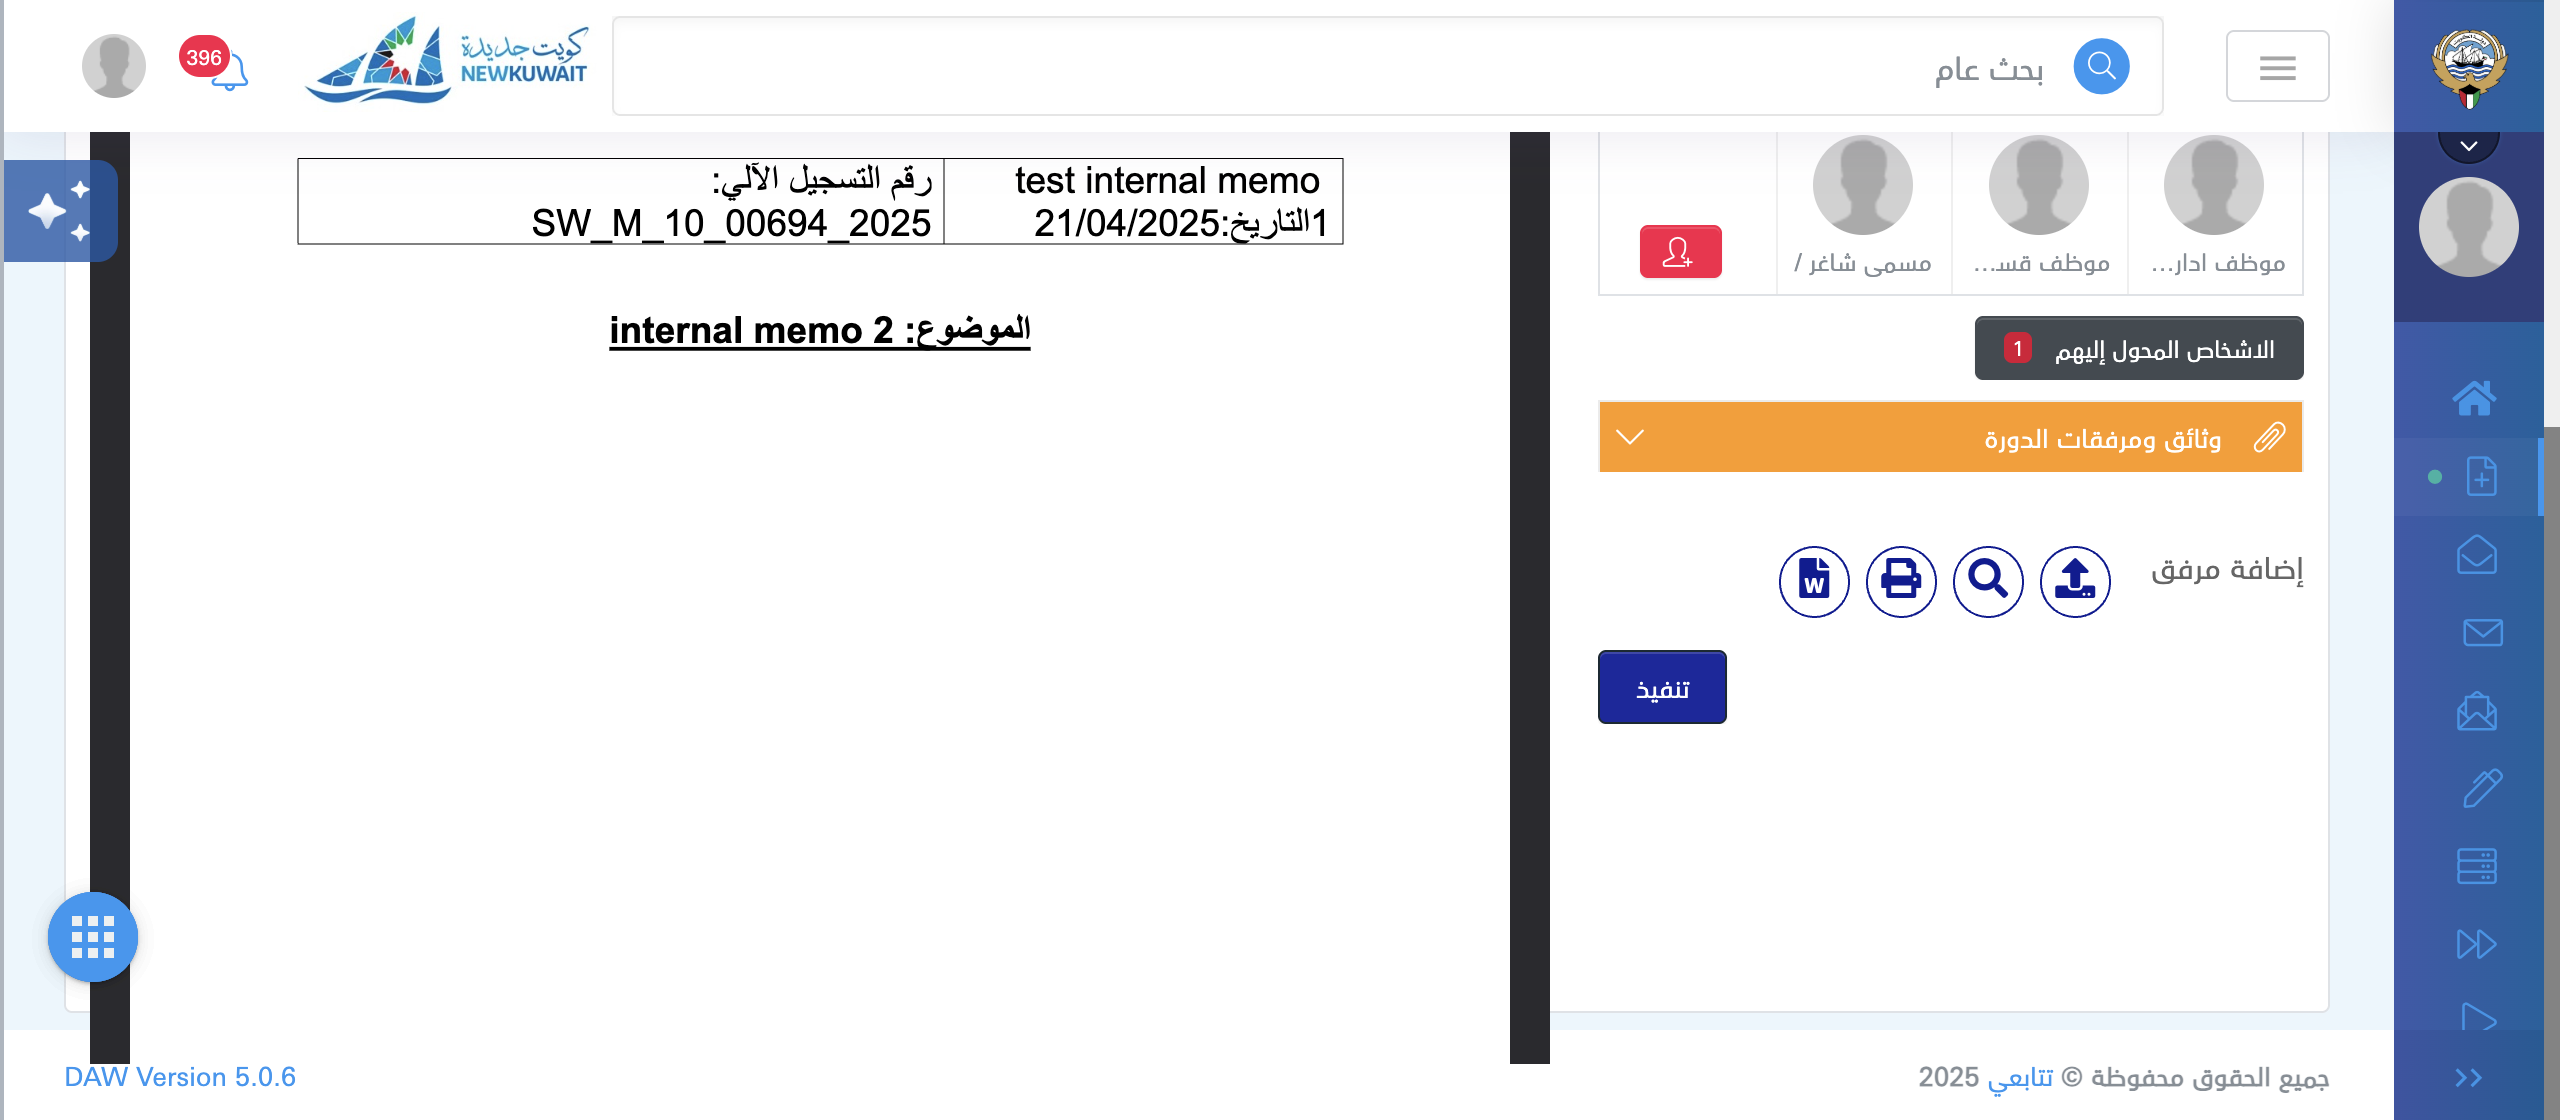 بحث عام
كويت جديدة
NEWKUWAIT
396
موظف ادار...
موظف قسـ...
مسمى شاغر /
الاشخاص المحول إليهم 1
وثائق ومرفقات الدورة
إضافة مرفق
W
تنفيذ
test internal memo
1التاريخ:21/04/2025
رقم التسجيل الآلي:
SW_M_10_00694_2025
الموضوع: internal memo 2
جميع الحقوق محفوظة © تتابعي 2025
DAW Version 5.0.6